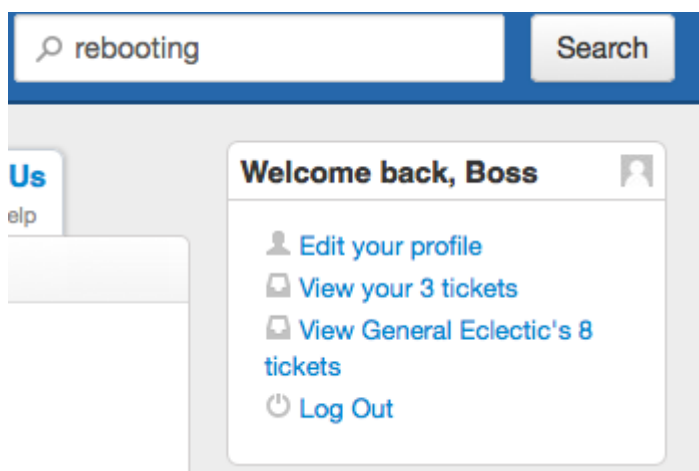 rebooting
Search
Us
elp
Welcome back, Boss
Edit your profile
View your 3 tickets
View General Eclectic's 8
tickets
Log Out